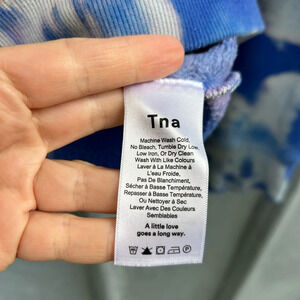 Tna
Machine Wash Cold,
No Bleach, Tumble Dry Low,
Low Iron, Or Dry Clean
Wash With Like Colours
Laver À La Machine À
L'eau Froide,
Pas De Blanchiment,
Sécher à Basse Température,
Repasser à Basse Température,
Ou Nettoyer à Sec
Laver Avec Des Couleurs
Semblables
A little love
goes a long way.